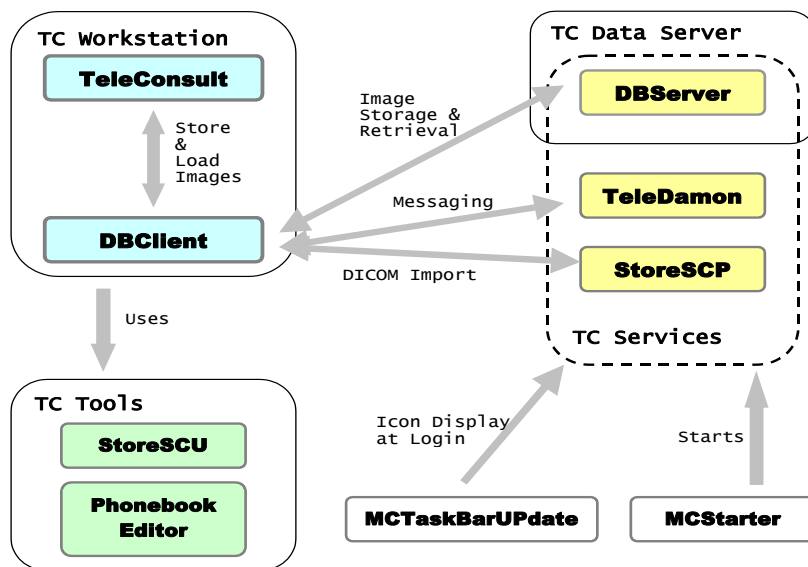 TC Workstation
TeleConsult
Store
&
Load
Images
DBClient
Uses
TC Tools
StoreSCU
Phonebook
Editor
Image
Storage &
Retrieval
Messaging
DICOM Import
TC Data Server
DBServer
TeleDamon
StoreSCP
TC Services
Icon Display
at Login
Starts
MCTaskBarUPdate
MCStarter